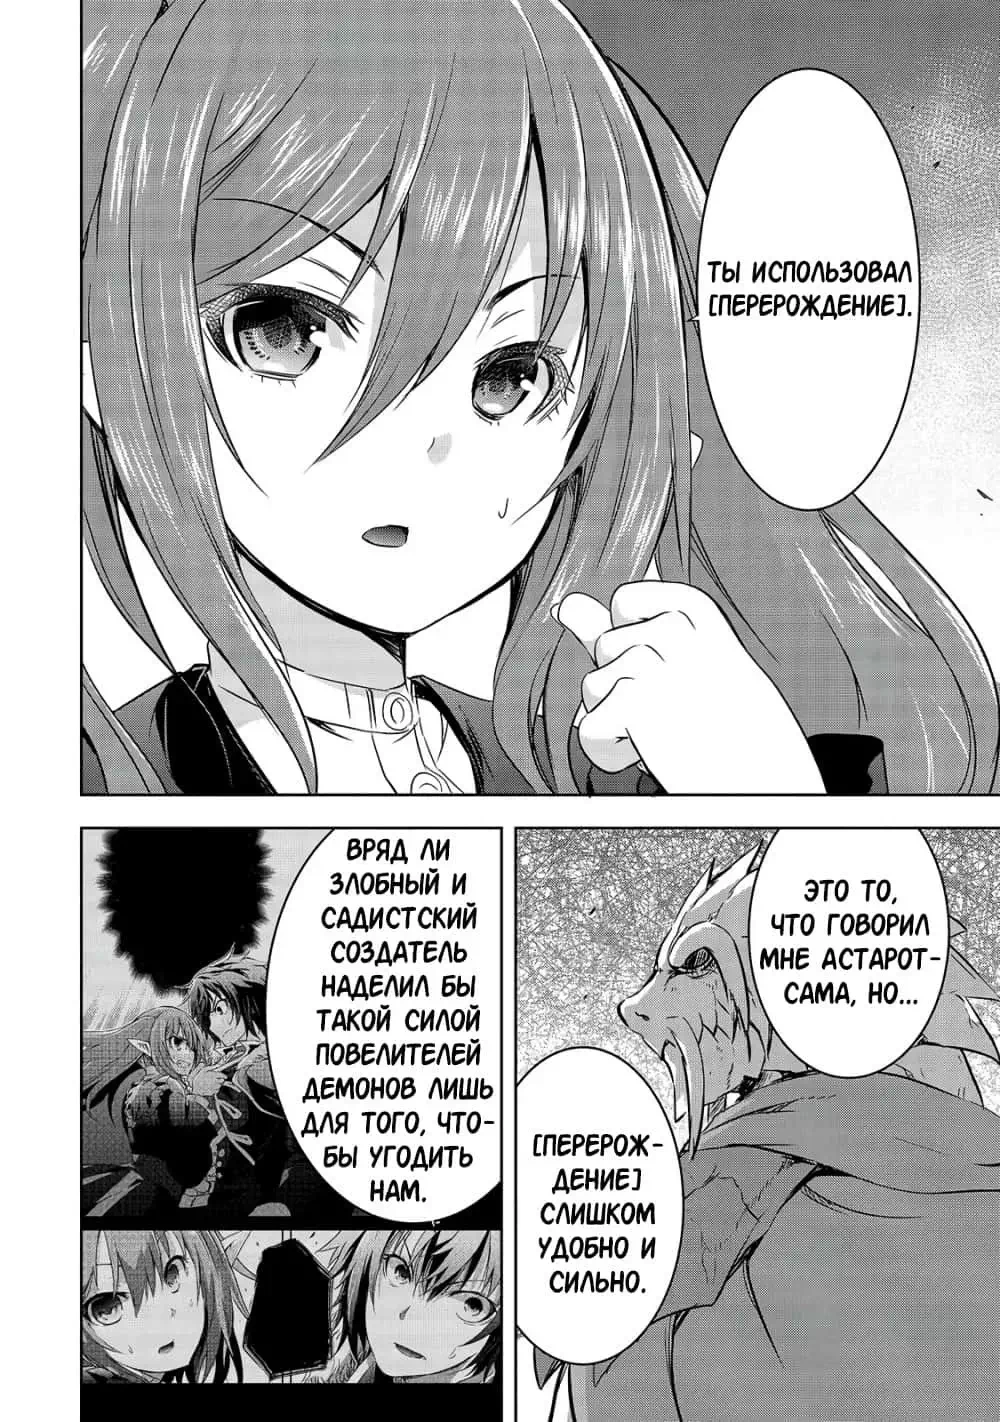 ТЫ ИСПОЛЬЗОВАЛ
[ПЕРЕРОЖДЕНИЕ].
ЭТО ТО,
ЧТО ГОВОРИЛ
МНЕ АСТАРОТ-
САМА, НО...
[ПЕРЕРОЖ-
ДЕНИЕ]
СЛИШКОМ
УДОБНО И
СИЛЬНО.
ВРЯД ЛИ
ЗЛОБНЫЙ И
САДИСТСКИЙ
СОЗДАТЕЛЬ
НАДЕЛИЛ БЫ
ТАКОЙ СИЛОЙ
ПОВЕЛИТЕЛЕЙ
ДЕМОНОВ ЛИШЬ
ДЛЯ ТОГО, ЧТО-
БЫ УГОДИТЬ
НАМ.